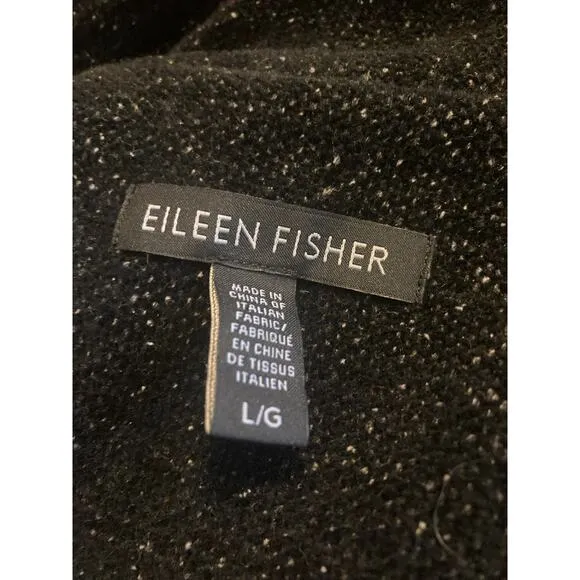 EILEEN FISHER
MADE IN
CHINA OF
ITALIAN
FABRIC/
FABRIQUÉ
EN CHINE
DE TISSUS
ITALIEN
L/G